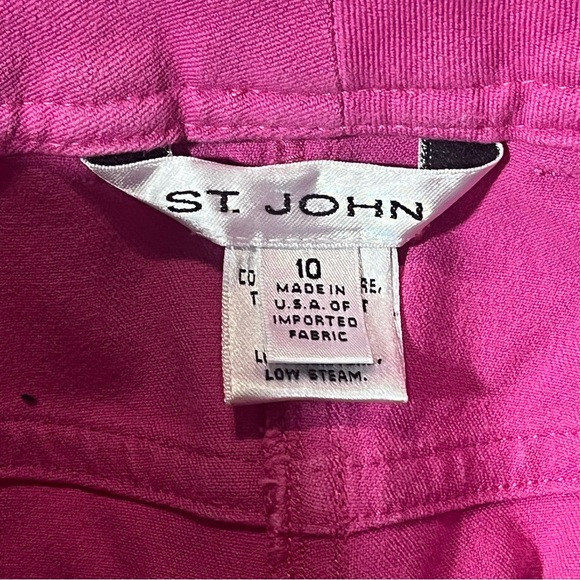 ST. JOHN
10
MADE IN
U.S.A. OF
IMPORTED
FABRIC
LOW STEAM.